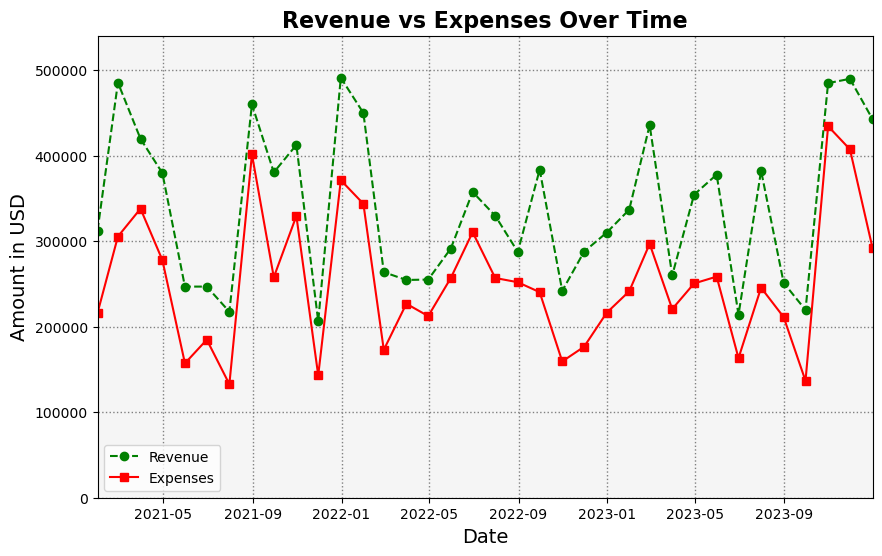 Revenue vs Expenses Over Time
Amount in USD
500000
400000
300000
200000
100000
0
Revenue
Expenses
2021-05 2021-09 2022-01 2022-05 2022-09 2023-01 2023-05 2023-09
Date